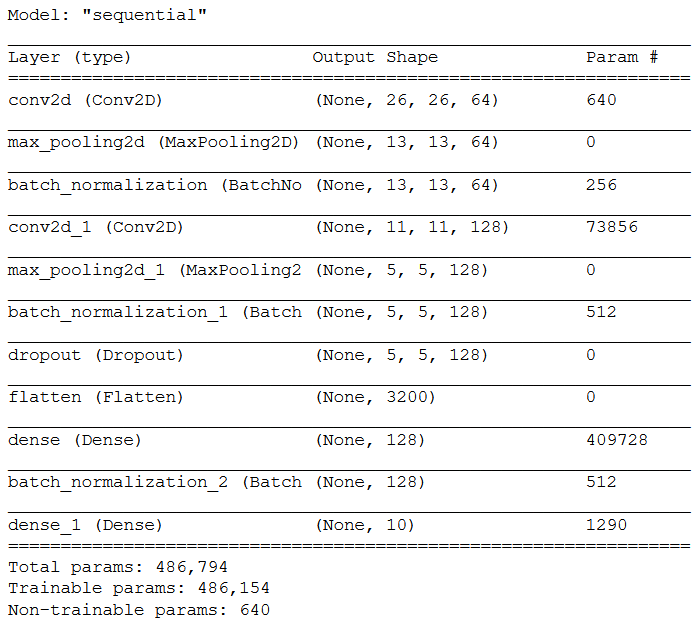 Model: "sequential"
Layer (type) Output Shape Param #
conv2d (Conv2D) (None, 26, 26, 64) 640
max_pooling2d (MaxPooling2D) (None, 13, 13, 64) 0
batch_normalization (BatchNo (None, 13, 13, 64) 256
conv2d_1 (Conv2D) (None, 11, 11, 128) 73856
max_pooling2d_1 (MaxPooling2 (None, 5, 5, 128) 0
batch_normalization_1 (Batch (None, 5, 5, 128) 512
dropout (Dropout) (None, 5, 5, 128) 0
flatten (Flatten) (None, 3200) 0
dense (Dense) (None, 128) 409728
batch_normalization_2 (Batch (None, 128) 512
dense_1 (Dense) (None, 10) 1290
Total params: 486,794
Trainable params: 486,154
Non-trainable params: 640